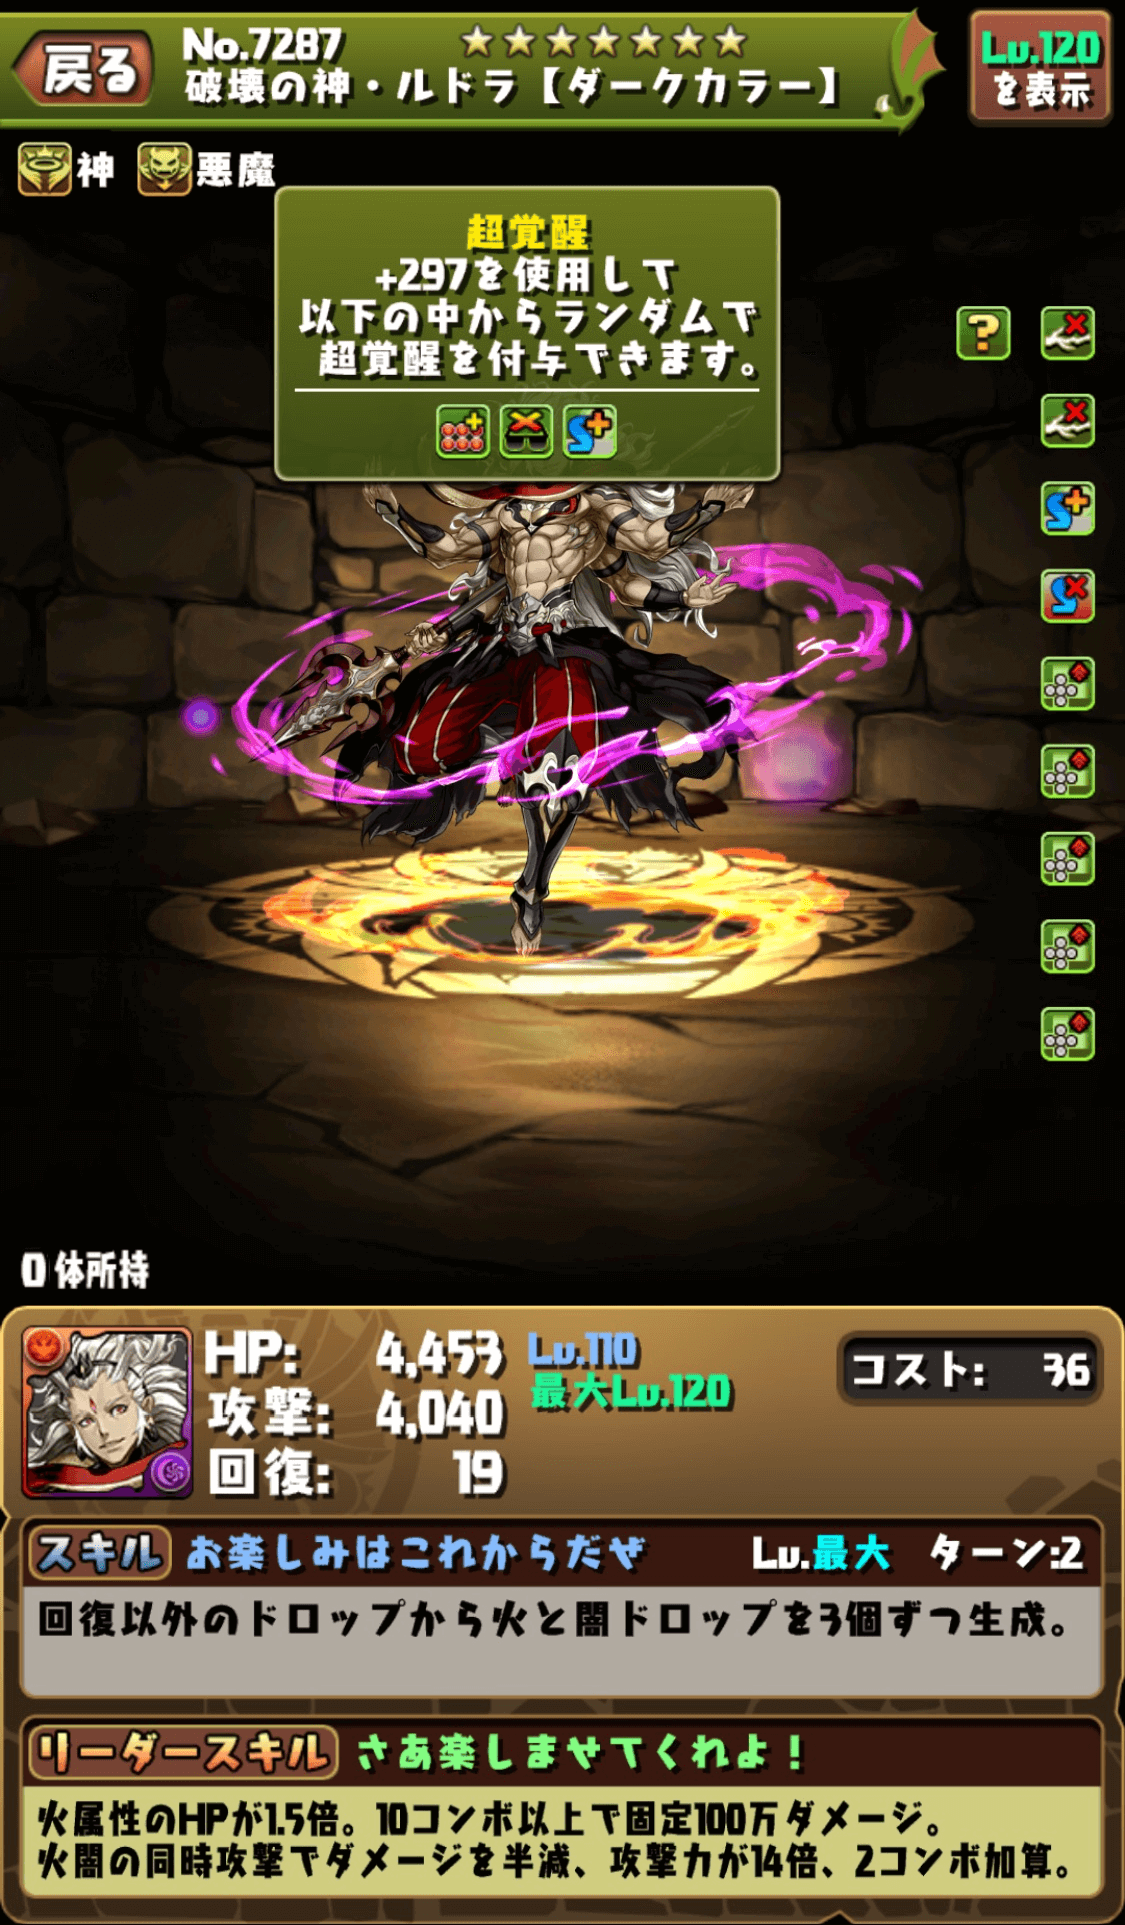 戻る
No.7287
破壊の神・ルドラ【ダークカラー】
Lv.120
を表示
神 悪魔
超覚醒
+297を使用して
以下の中からランダムで
超覚醒を付与できます。
?
0体所持
HP: 4,453 Lv.110
最大Lv.120
攻撃: 4,040
回復: 19
コスト: 36
スキル お楽しみはこれからだぜ Lv.最大 ターン:2
回復以外のドロップから火と闇ドロップを3個ずつ生成。
リーダースキル さあ楽しませてくれよ!
火属性のHPが1.5倍。10コンボ以上で固定100万ダメージ。
火闇の同時攻撃でダメージを半減、攻撃力が14倍、2コンボ加算。